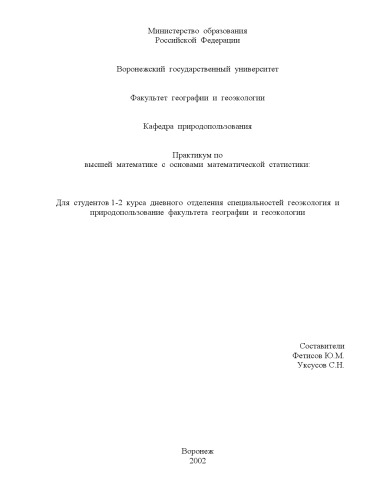 Министерство образования
Российской Федерации
Воронежский государственный университет
Факультет географии и геоэкологии
Кафедра природопользования
Практикум по
высшей математике с основами математической статистики:
Для студентов 1-2 курса дневного отделения специальностей геоэкология и
природопользование факультета географии и геоэкологии
Составители
Фетисов Ю.М.
Уксусов С.Н.
Воронеж
2002